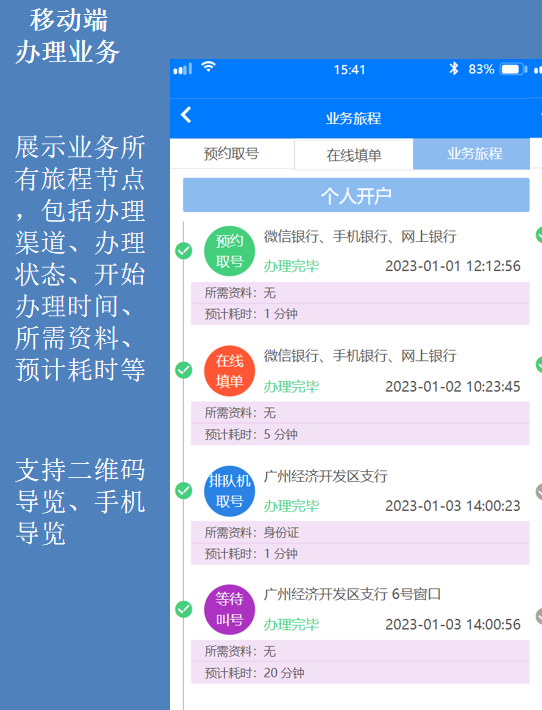 移动端
办理业务
展示业务所
有旅程节点
，包括办理
渠道、办理
状态、开始
办理时间、
所需资料、
预计耗时等
支持二维码
导览、手机
导览
15:41
83%
业务旅程
预约取号
在线填单
业务旅程
个人开户
预约
取号
微信银行、手机银行、网上银行
办理完毕 2023-01-01 12:12:56
所需资料：无
预计耗时：1 分钟
在线
填单
微信银行、手机银行、网上银行
办理完毕 2023-01-02 10:23:45
所需资料：无
预计耗时：5 分钟
排队机
取号
广州经济开发区支行
办理完毕 2023-01-03 14:00:23
所需资料：身份证
预计耗时：1 分钟
等待
叫号
广州经济开发区支行 6号窗口
办理完毕 2023-01-03 14:00:56
所需资料：无
预计耗时：20 分钟